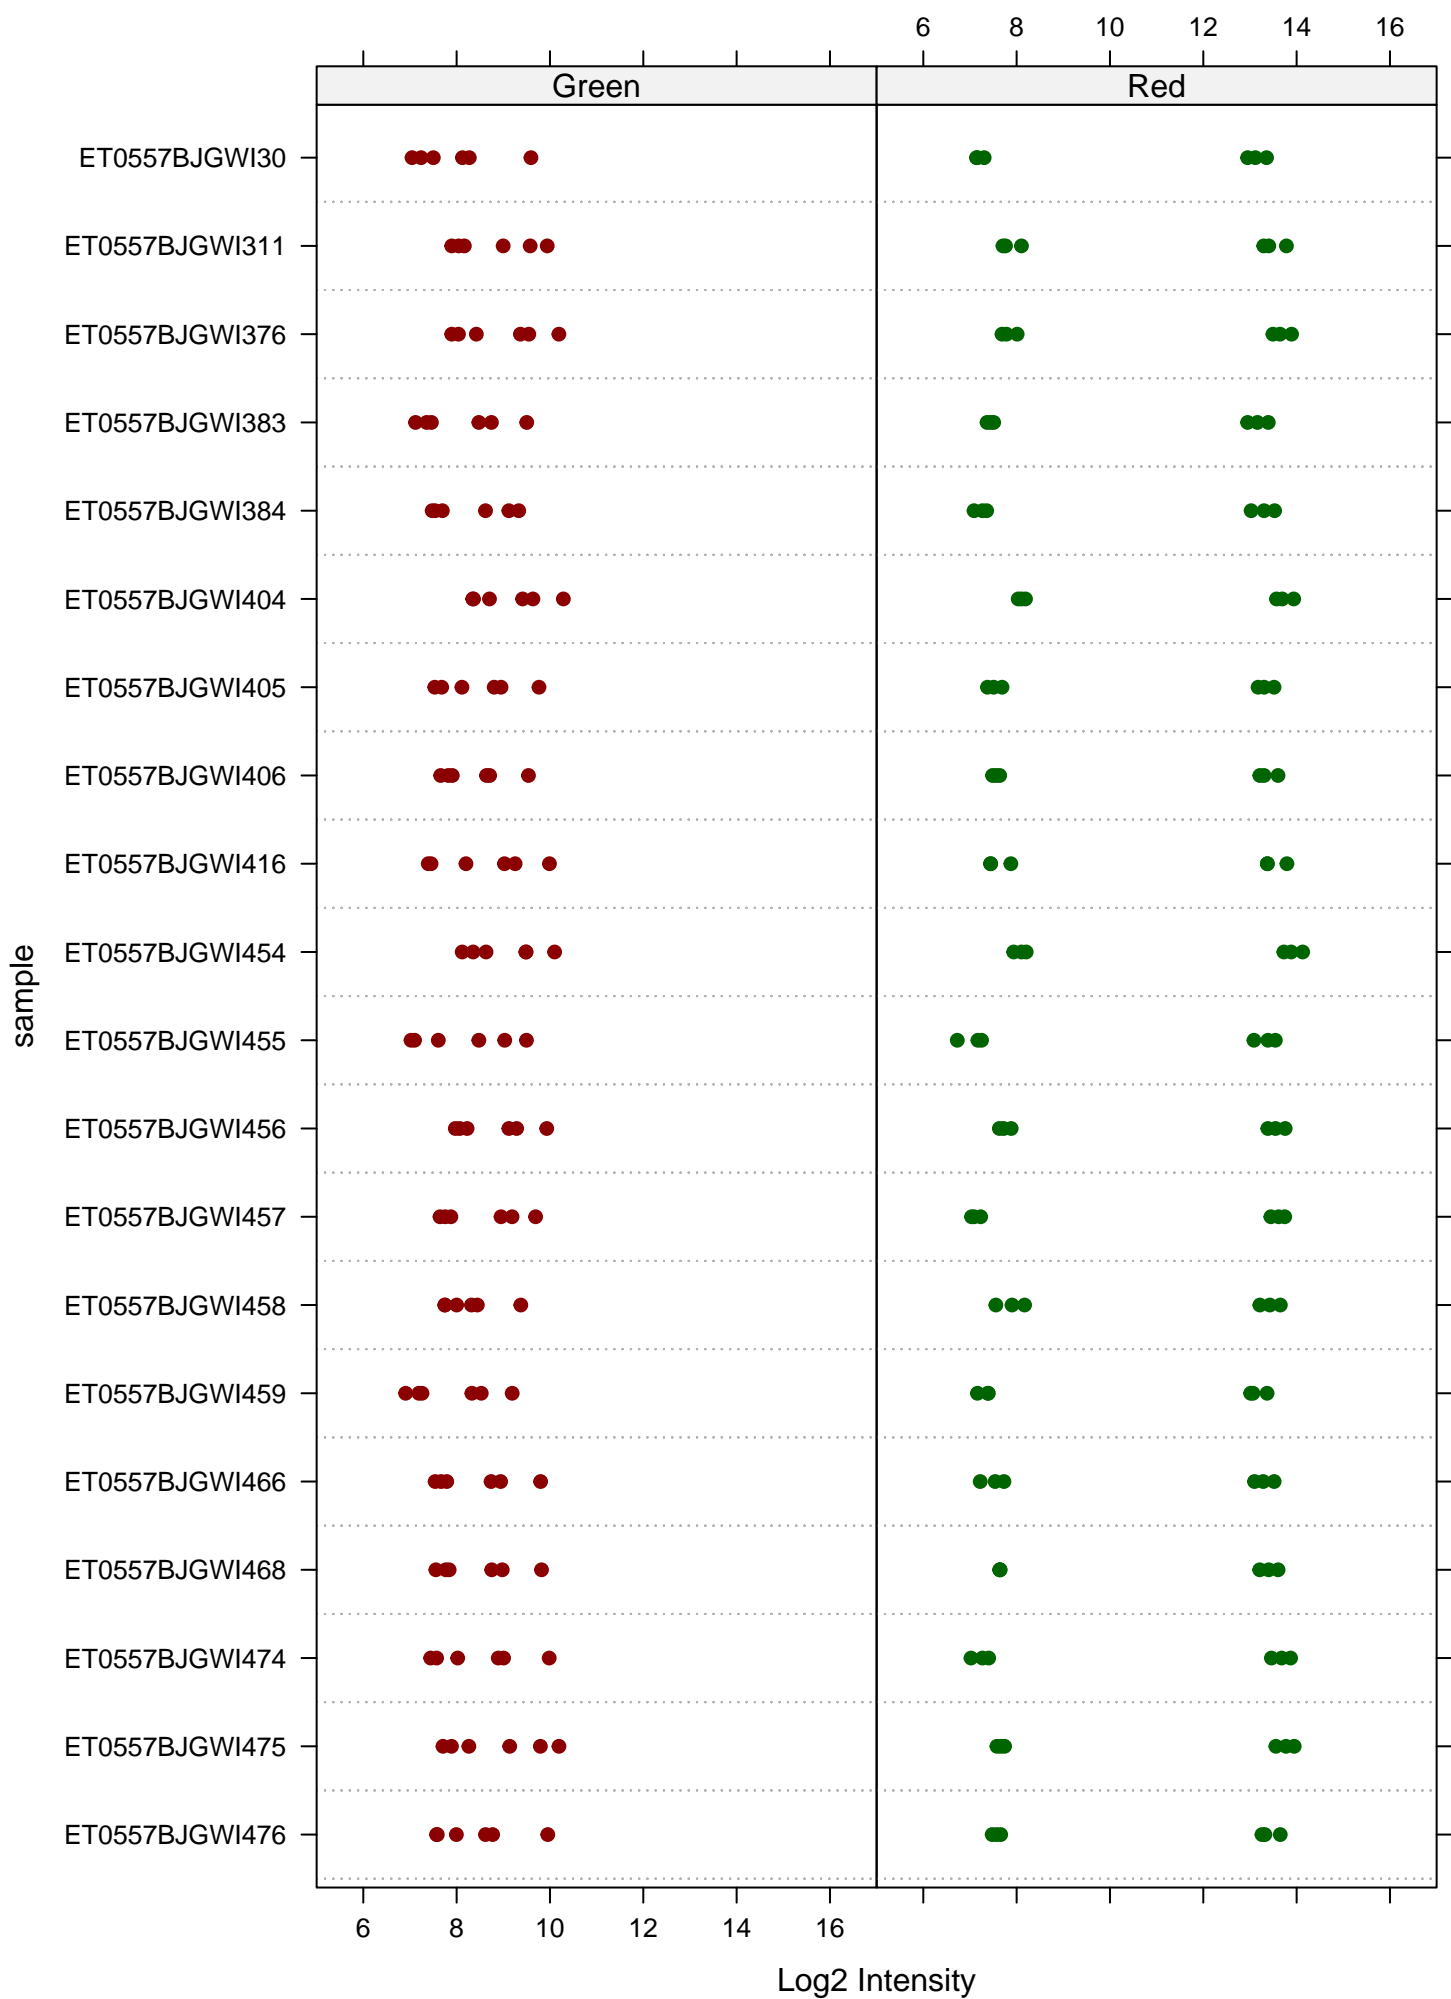 6 8 10 12 14 16
Green Red
ET0557BJGWI30
ET0557BJGWI311
ET0557BJGWI376
ET0557BJGWI383
ET0557BJGWI384
ET0557BJGWI404
ET0557BJGWI405
ET0557BJGWI406
ET0557BJGWI416
ET0557BJGWI454
sample
ET0557BJGWI455
ET0557BJGWI456
ET0557BJGWI457
ET0557BJGWI458
ET0557BJGWI459
ET0557BJGWI466
ET0557BJGWI468
ET0557BJGWI474
ET0557BJGWI475
ET0557BJGWI476
6 8 10 12 14 16
Log2 Intensity